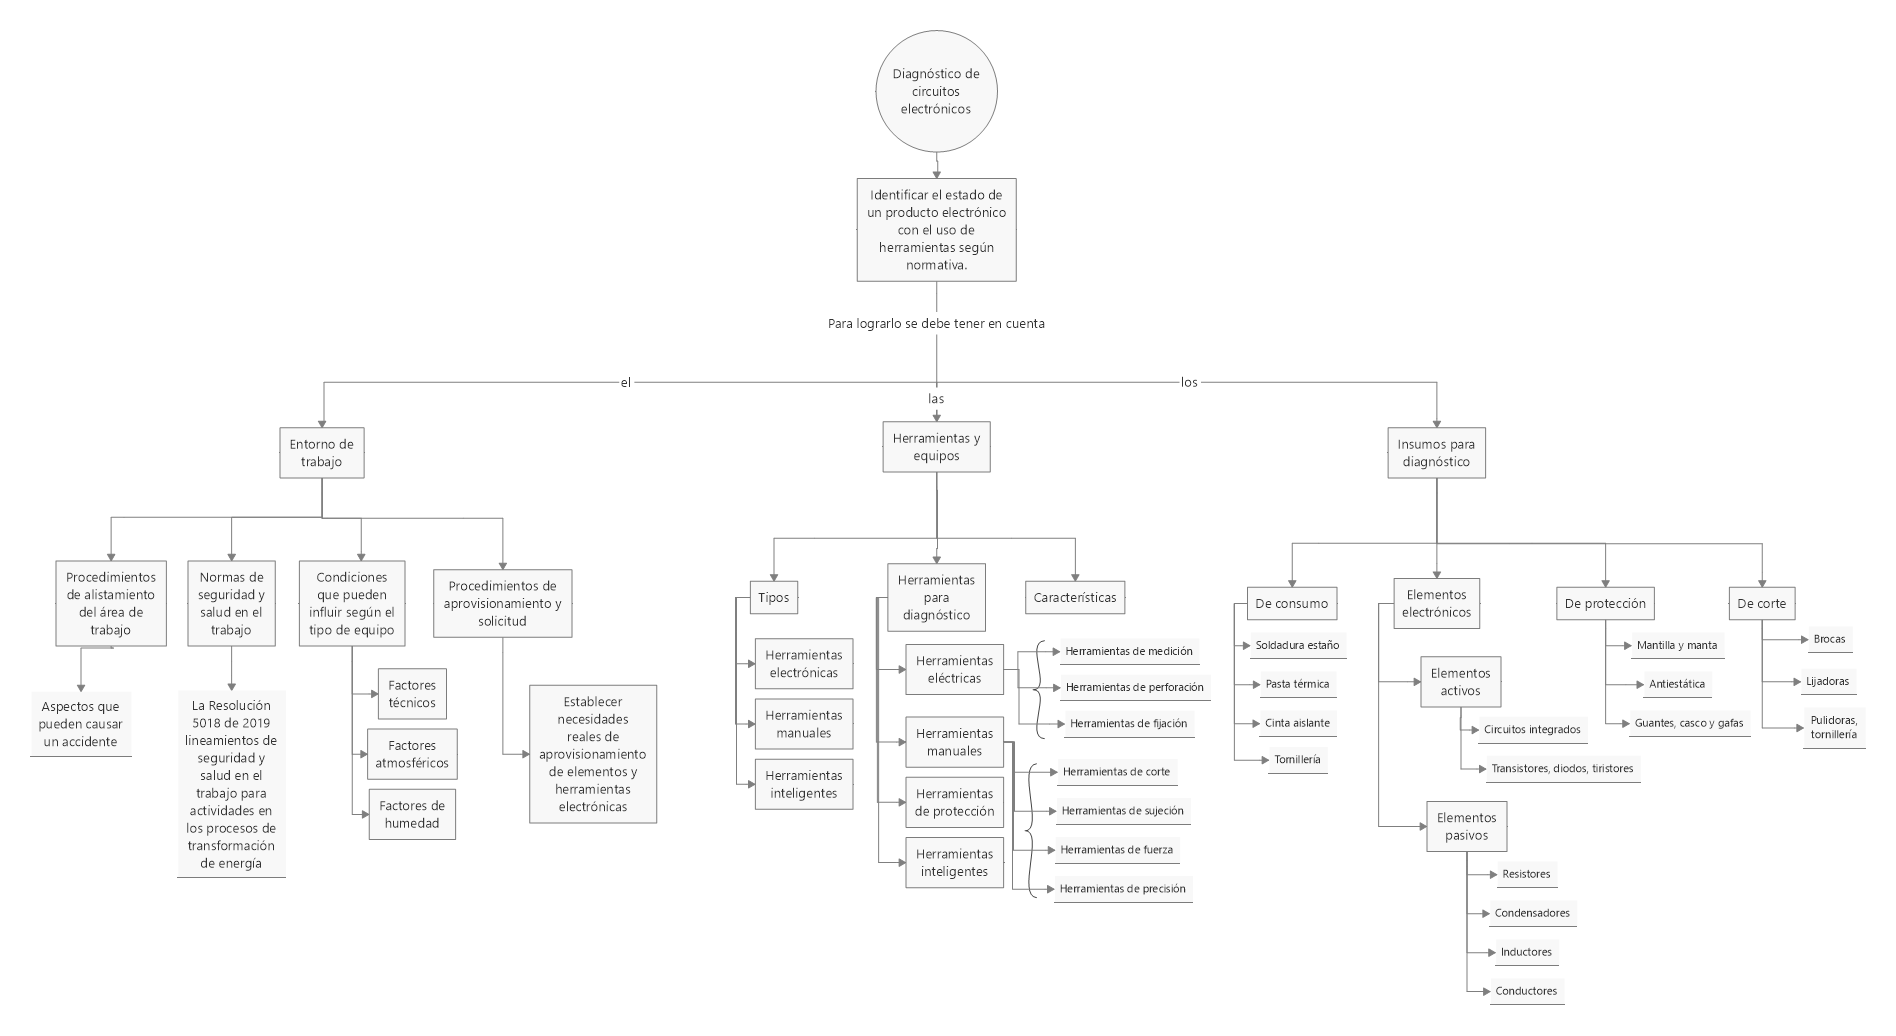 Diagnóstico de
circuitos
electrónicos
Identificar el estado de
un producto electrónico
con el uso de
herramientas según
normativa.
Para lograrlo se debe tener en cuenta
el
las
los
Entorno de
trabajo
Procedimientos
de alistamiento
del área de
trabajo
Aspectos que
pueden causar
un accidente
Normas de
seguridad y
salud en el
trabajo
La Resolución
5018 de 2019
lineamientos de
seguridad y
salud en el
trabajo para
actividades en
los procesos de
transformación
de energía
Condiciones
que pueden
influir según el
tipo de equipo
Factores
técnicos
Factores
atmosféricos
Factores de
humedad
Procedimientos de
aprovisionamiento y
solicitud
Establecer
necesidades
reales de
aprovisionamiento
de elementos y
herramientas
electrónicas
Herramientas y
equipos
Tipos
Herramientas
electrónicas
Herramientas
manuales
Herramientas
inteligentes
Herramientas
para
diagnóstico
Herramientas
eléctricas
Herramientas de medición
Herramientas de perforación
Herramientas de fijación
Herramientas
manuales
Herramientas de corte
Herramientas de sujeción
Herramientas de fuerza
Herramientas de precisión
Herramientas
de protección
Herramientas
inteligentes
Características
Insumos para
diagnóstico
De consumo
Soldadura estaño
Pasta térmica
Cinta aislante
Tornillería
Elementos
electrónicos
Elementos
activos
Circuitos integrados
Transistores, diodos, tiristores
Elementos
pasivos
Resistores
Condensadores
Inductores
Conductores
De protección
Mantilla y manta
Antiestática
Guantes, casco y gafas
De corte
Brocas
Lijadoras
Pulidoras,
tornillería